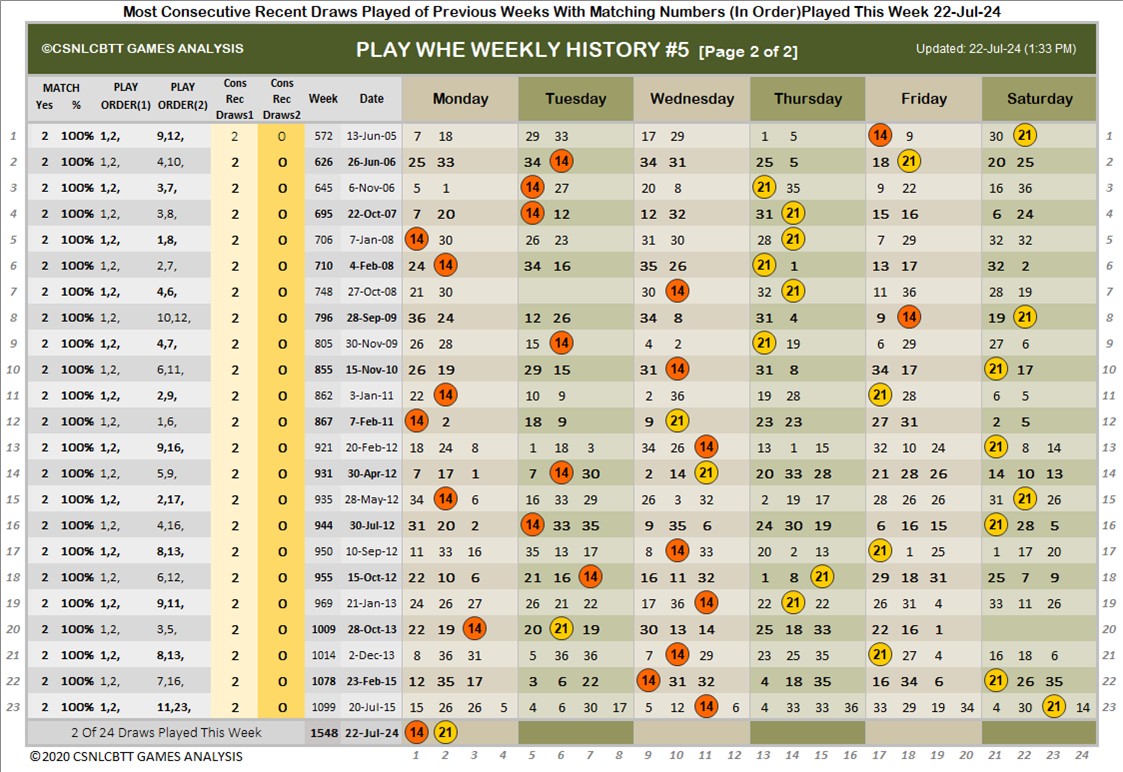 Most Consecutive Recent Draws Played of Previous Weeks With Matching Numbers (In Order)Played This Week 22-Jul-24
©CSNLCBTT GAMES ANALYSIS PLAY WHE WEEKLY HISTORY #5 [Page 2 of 2] Updated: 22-Jul-24 (1:33 PM)
MATCH Yes % PLAY ORDER(1) PLAY ORDER(2) Cons Rec Draws1 Cons Rec Draws2 Week Date Monday Tuesday Wednesday Thursday Friday Saturday
1 2 100% 1,2, 9,12, 2 0 572 13-Jun-05 7 18 29 33 17 29 1 5 14 9 30 21 1
2 2 100% 1,2, 4,10, 2 0 626 26-Jun-06 25 33 34 14 34 31 25 5 18 21 20 25 2
3 2 100% 1,2, 3,7, 2 0 645 6-Nov-06 5 1 14 27 20 8 21 35 9 22 16 36 3
4 2 100% 1,2, 3,8, 2 0 695 22-Oct-07 7 20 14 12 12 32 31 21 15 16 6 24 4
5 2 100% 1,2, 1,8, 2 0 706 7-Jan-08 14 30 26 23 31 30 28 21 7 29 32 32 5
6 2 100% 1,2, 2,7, 2 0 710 4-Feb-08 24 14 34 16 35 26 21 1 13 17 32 2 6
7 2 100% 1,2, 4,6, 2 0 748 27-Oct-08 21 30 30 14 32 21 11 36 28 19 7
8 2 100% 1,2, 10,12, 2 0 796 28-Sep-09 36 24 12 26 34 8 31 4 9 14 19 21 8
9 2 100% 1,2, 4,7, 2 0 805 30-Nov-09 26 28 15 14 4 2 21 19 6 29 27 6 9
10 2 100% 1,2, 6,11, 2 0 855 15-Nov-10 26 19 29 15 31 14 31 8 34 17 21 17 10
11 2 100% 1,2, 2,9, 2 0 862 3-Jan-11 22 14 10 9 2 36 19 28 21 28 6 5 11
12 2 100% 1,2, 1,6, 2 0 867 7-Feb-11 14 2 18 9 9 21 23 23 27 31 2 5 12
13 2 100% 1,2, 9,16, 2 0 921 20-Feb-12 18 24 8 1 18 3 34 26 14 13 1 15 32 10 24 21 8 14 13
14 2 100% 1,2, 5,9, 2 0 931 30-Apr-12 7 17 1 7 14 30 2 14 21 20 33 28 21 28 26 14 10 13 14
15 2 100% 1,2, 2,17, 2 0 935 28-May-12 34 14 6 16 33 29 26 3 32 2 19 17 28 26 26 31 21 26 15
16 2 100% 1,2, 4,16, 2 0 944 30-Jul-12 31 20 2 14 33 35 9 35 6 24 30 19 6 16 15 21 28 5 16
17 2 100% 1,2, 8,13, 2 0 950 10-Sep-12 11 33 16 35 13 17 8 14 33 20 2 13 21 1 25 1 17 20 17
18 2 100% 1,2, 6,12, 2 0 955 15-Oct-12 22 10 6 21 16 14 16 11 32 1 8 21 29 18 31 25 7 9 18
19 2 100% 1,2, 9,11, 2 0 969 21-Jan-13 24 26 27 26 21 22 17 36 14 22 21 22 26 31 4 33 11 26 19
20 2 100% 1,2, 3,5, 2 0 1009 28-Oct-13 22 19 14 20 21 19 30 13 14 25 18 33 22 16 1 20
21 2 100% 1,2, 8,13, 2 0 1014 2-Dec-13 8 36 31 5 36 36 7 14 29 23 25 35 21 27 4 16 18 6 21
22 2 100% 1,2, 7,16, 2 0 1078 23-Feb-15 12 35 17 3 6 22 14 31 32 4 18 35 16 34 6 21 26 35 22
23 2 100% 1,2, 11,23, 2 0 1099 20-Jul-15 15 26 26 5 4 6 30 17 5 12 14 6 4 33 33 36 33 29 19 34 4 30 21 14 23
2 Of 24 Draws Played This Week 1548 22-Jul-24 14 21
©2020 CSNLCBTT GAMES ANALYSIS 1 2 3 4 5 6 7 8 9 10 11 12 13 14 15 16 17 18 19 20 21 22 23 24